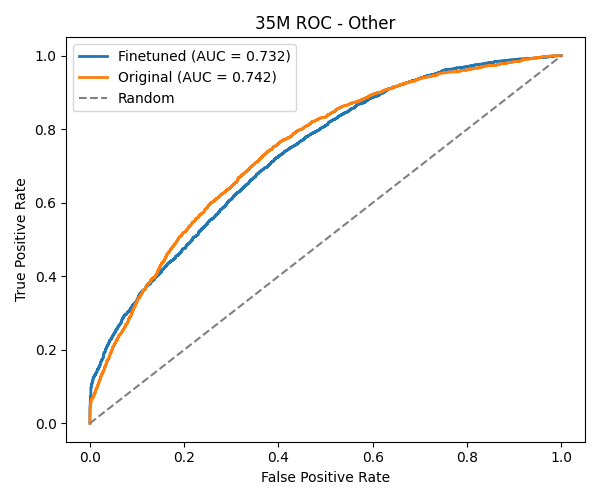 35M ROC - Other
Finetuned (AUC = 0.732)
Original (AUC = 0.742)
Random
True Positive Rate
1.0
0.8
0.6
0.4
0.2
0.0
0.0 0.2 0.4 0.6 0.8 1.0
False Positive Rate